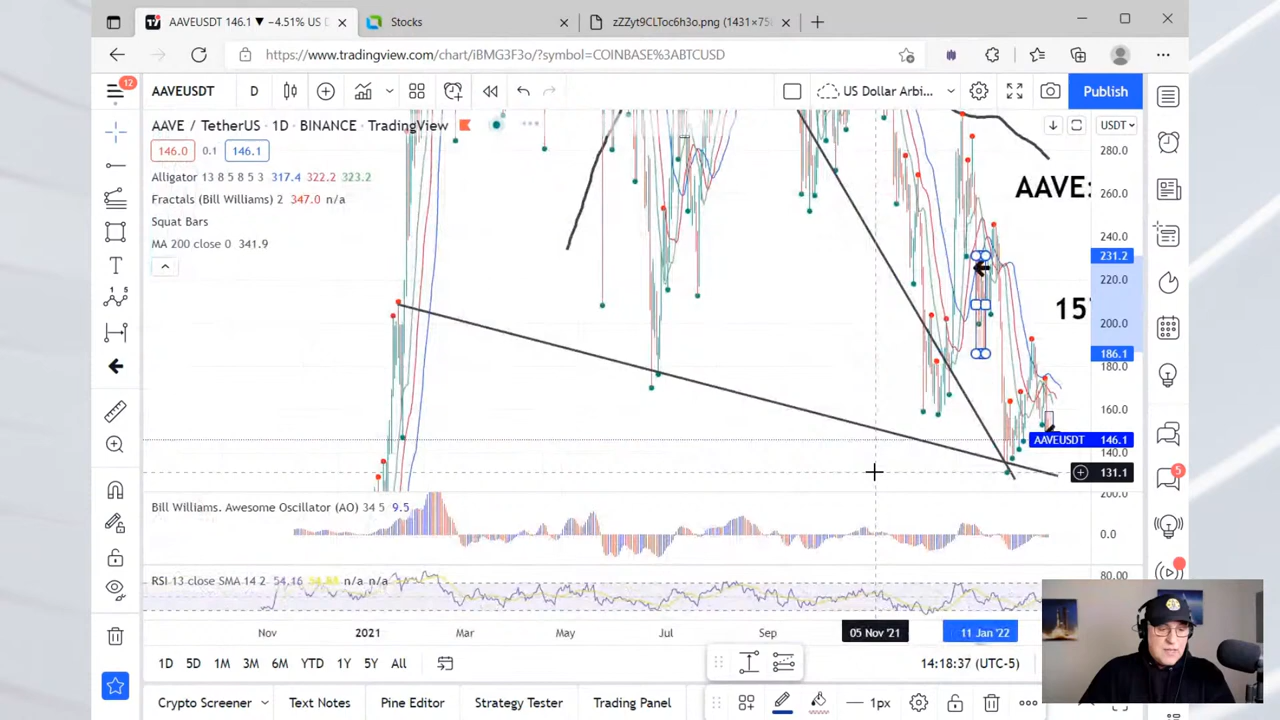 AAVEUSDT 146.1 ▼ −4.51% US D
Stocks
zZZyt9CLToc6h3o.png (1431×75
https://www.tradingview.com/chart/iBMG3F3o/?symbol=COINBASE%3ABTCUSD
12
AAVEUSDT
D
US Dollar Arbi...
Publish
AAVE / TetherUS · 1D · BINANCE · TradingView
USDT
146.0 0.1 146.1
280.0
Alligator 13 8 5 8 5 3 317.4 322.2 323.2
AAVE:
260.0
Fractals (Bill Williams) 2 347.0 n/a
Squat Bars
240.0
MA 200 close 0 341.9
231.2
220.0
157
200.0
186.1
180.0
160.0
AAVEUSDT 146.1
140.0
131.1
200.0
Bill Williams. Awesome Oscillator (AO) 34 5 9.5
0.0
5
RSI 13 close SMA 14 2 54.16 n/a n/a
80.00
Nov 2021 Mar May Jul Sep 05 Nov '21 11 Jan '22
1D 5D 1M 3M 6M YTD 1Y 5Y All
14:18:37 (UTC-5)
Crypto Screener
Text Notes
Pine Editor
Strategy Tester
Trading Panel
1px